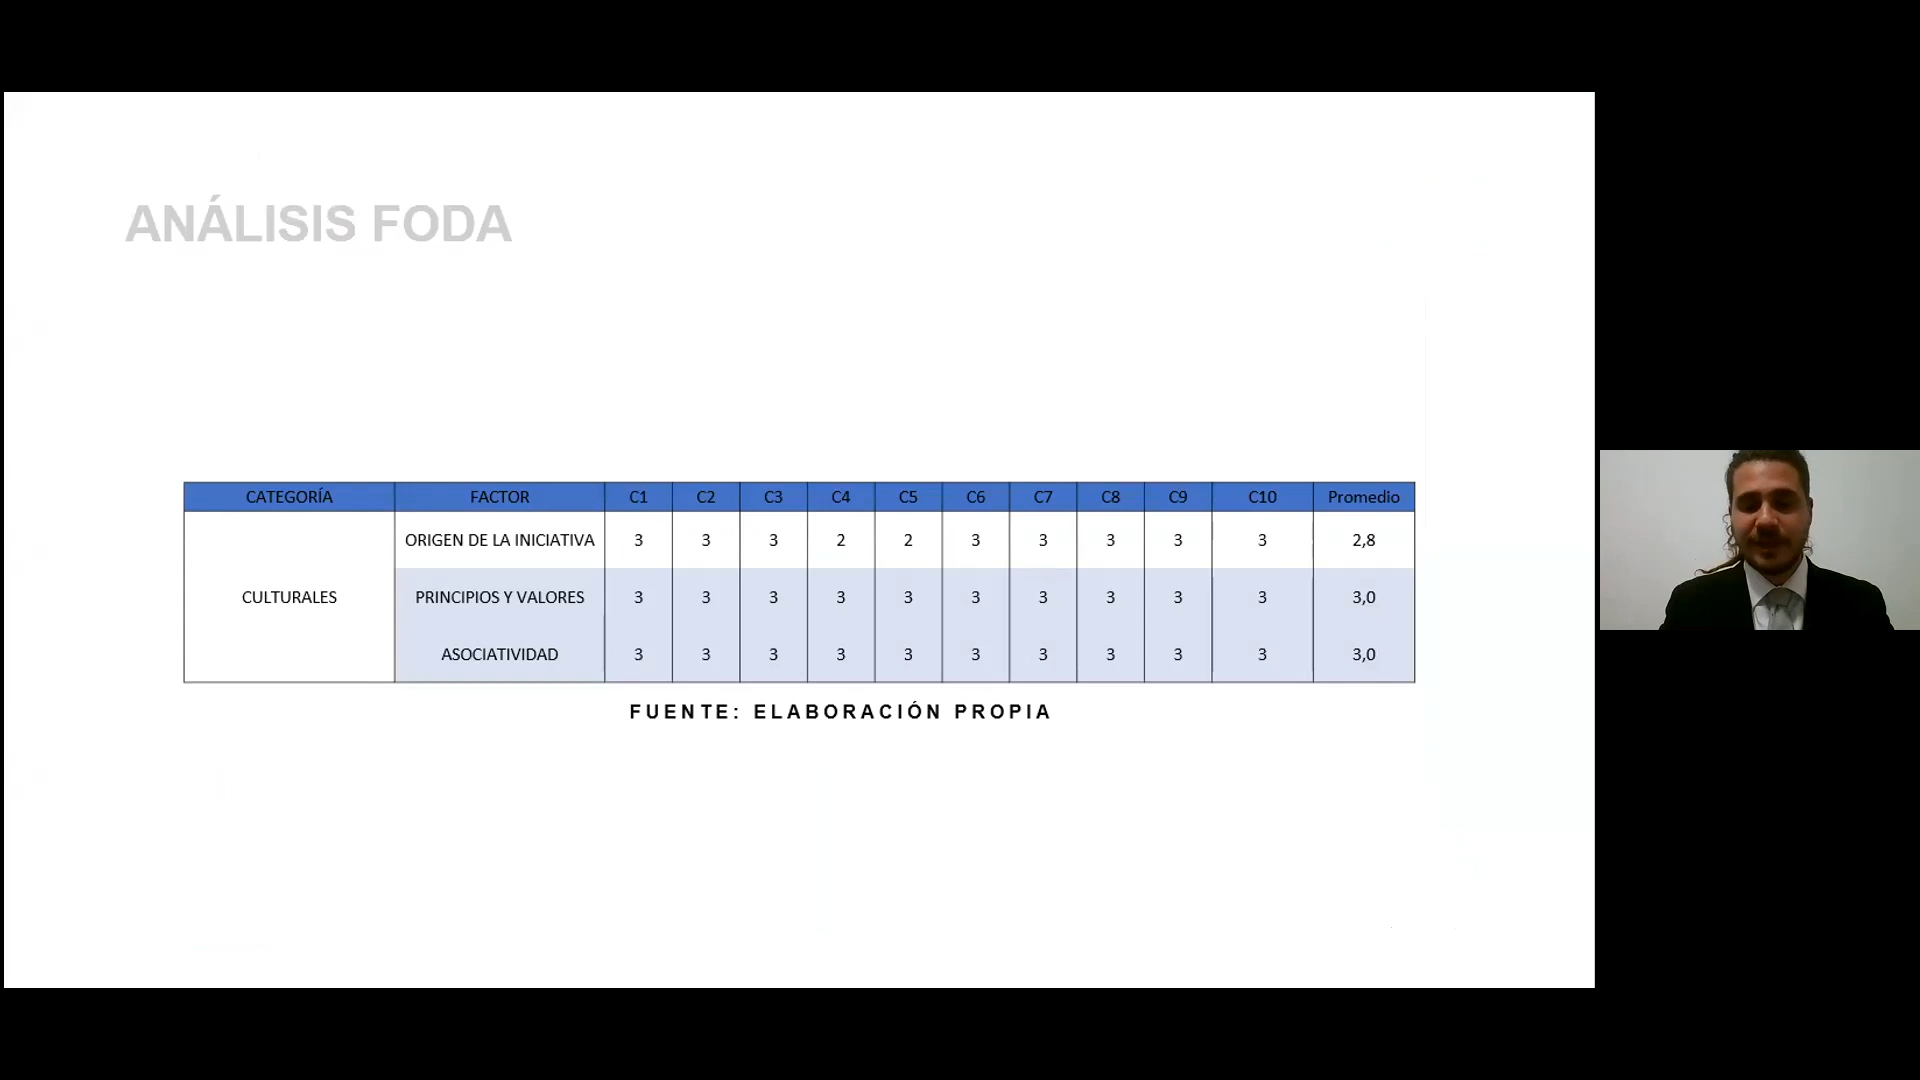 ANÁLISIS FODA
CATEGORÍA FACTOR C1 C2 C3 C4 C5 C6 C7 C8 C9 C10 Promedio
ORIGEN DE LA INICIATIVA 3 3 3 2 2 3 3 3 3 3 2,8
CULTURALES PRINCIPIOS Y VALORES 3 3 3 3 3 3 3 3 3 3 3,0
ASOCIATIVIDAD 3 3 3 3 3 3 3 3 3 3 3,0
FUENTE: ELABORACIÓN PROPIA